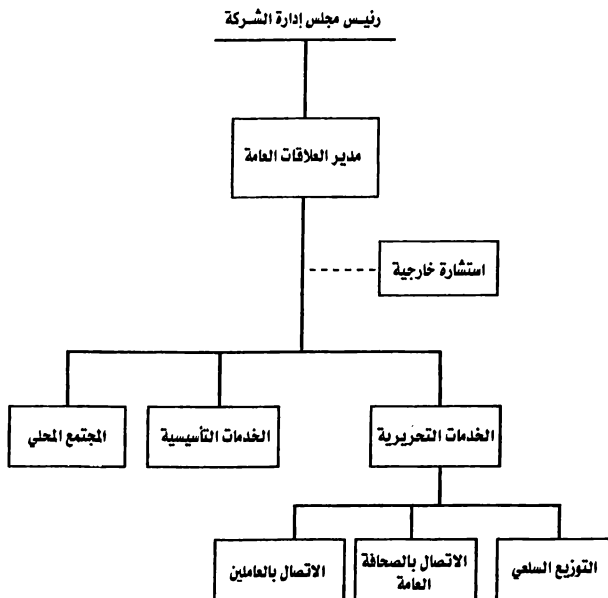 رئيس مجلس إدارة الشركة
مدير العلاقات العامة
استشارة خارجية
الخدمات التحريرية
الخدمات التأسيسية
المجتمع المحلي
التوزيع السلعي
الاتصال بالصحافة
العامة
الاتصال بالعاملين